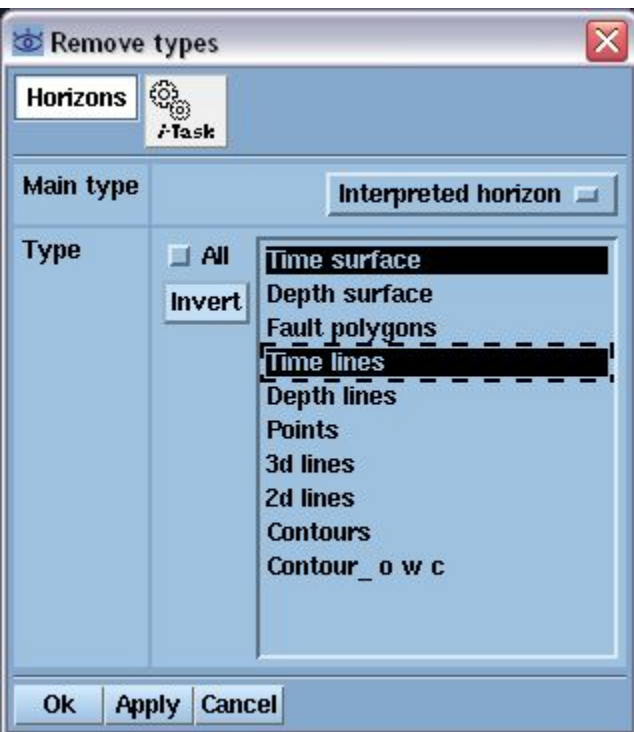 Remove types
Horizons
i-Task
Main type
Interpreted horizon
Type
All
Invert
Time surface
Depth surface
Fault polygons
Time lines
Depth lines
Points
3d lines
2d lines
Contours
Contour_ o w c
Ok
Apply
Cancel